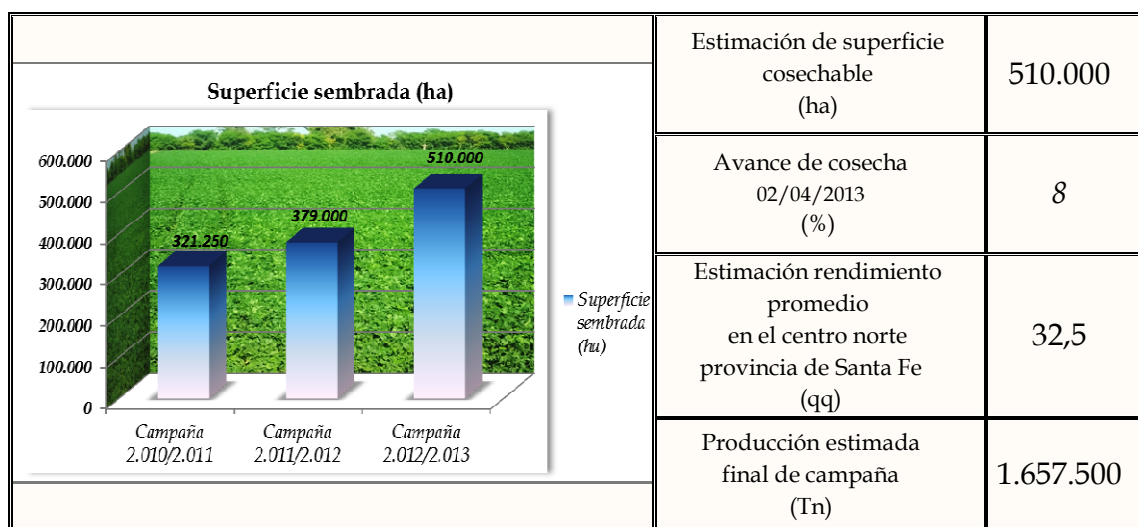 Superficie sembrada (ha)
600.000
500.000
400.000
300.000
200.000
100.000
0
321.250
379.000
510.000
Campaña
2.010/2.011
Campaña
2.011/2.012
Campaña
2.012/2.013
Superficie
sembrada
(ha)
Estimación de superficie
cosechable
(ha)
510.000
Avance de cosecha
02/04/2013
(%)
8
Estimación rendimiento
promedio
en el centro norte
provincia de Santa Fe
(qq)
32,5
Producción estimada
final de campaña
(Tn)
1.657.500